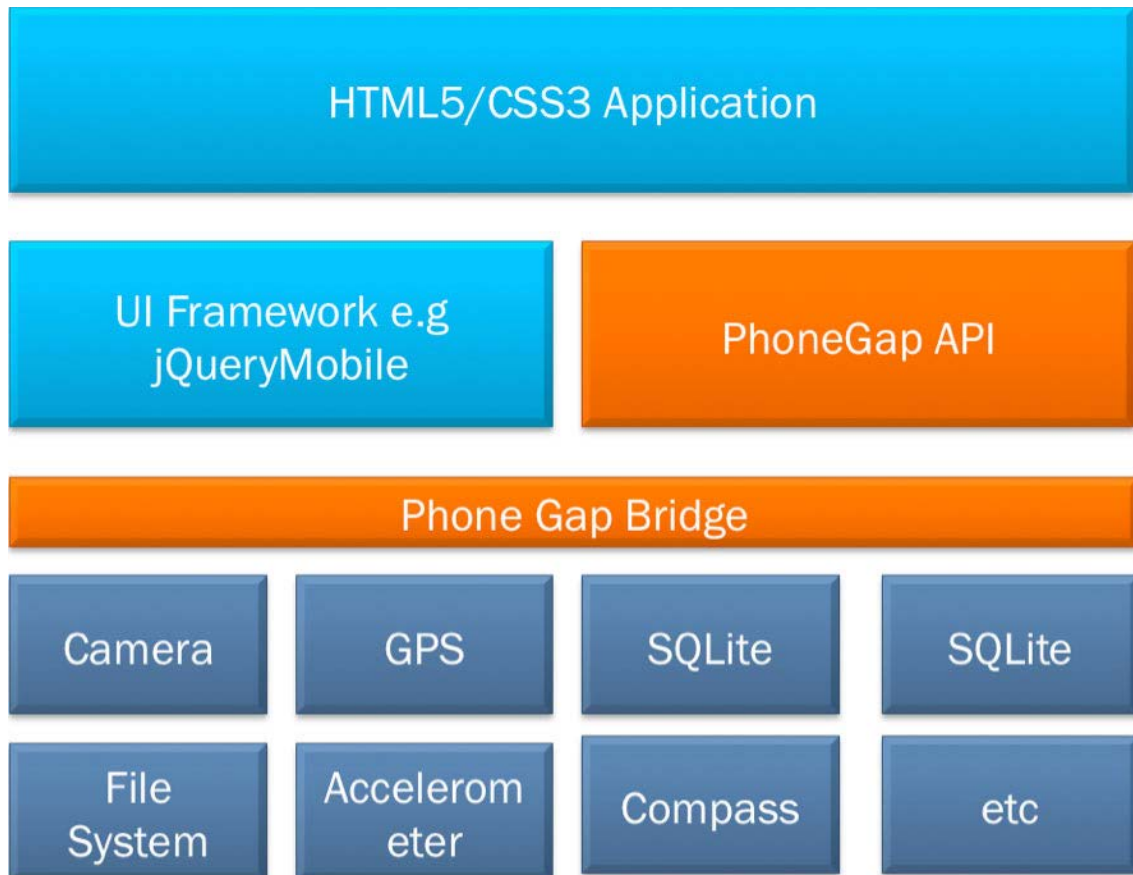 HTML5/CSS3 Application
UI Framework e.g
jQueryMobile
PhoneGap API
Phone Gap Bridge
Camera
GPS
SQLite
SQLite
File
System
Accelerom
eter
Compass
etc